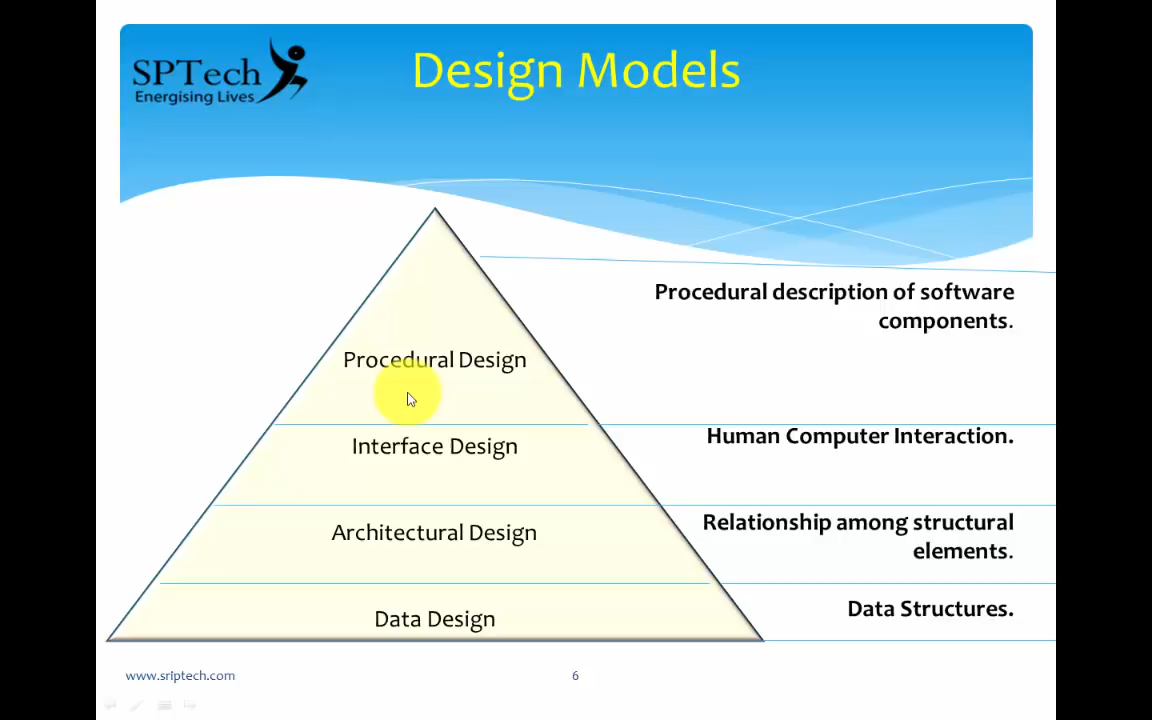 SPTech
Energising Lives
Design Models
Procedural description of software
components.
Procedural Design
Human Computer Interaction.
Interface Design
Relationship among structural
elements.
Architectural Design
Data Structures.
Data Design
www.sriptech.com
6